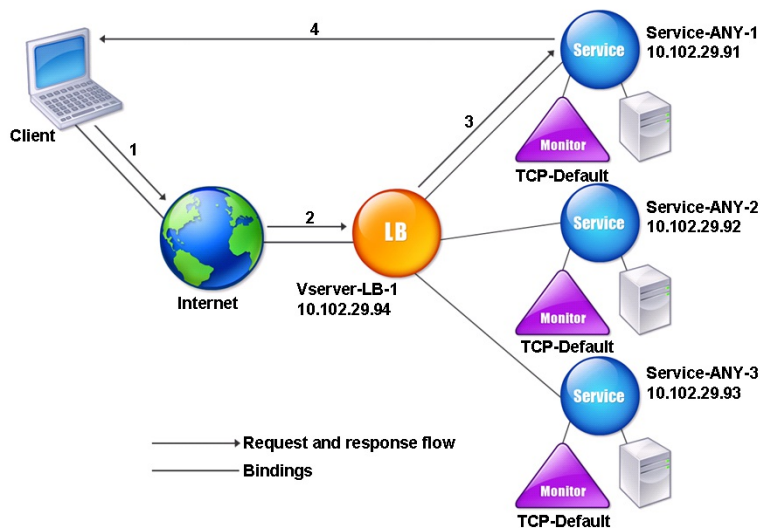 4
Service
Service-ANY-1
10.102.29.91
Client
1
3
Monitor
TCP-Default
2
LB
Internet
Vserver-LB-1
10.102.29.94
Service
Service-ANY-2
10.102.29.92
Monitor
TCP-Default
Service
Service-ANY-3
10.102.29.93
Monitor
TCP-Default
Request and response flow
Bindings